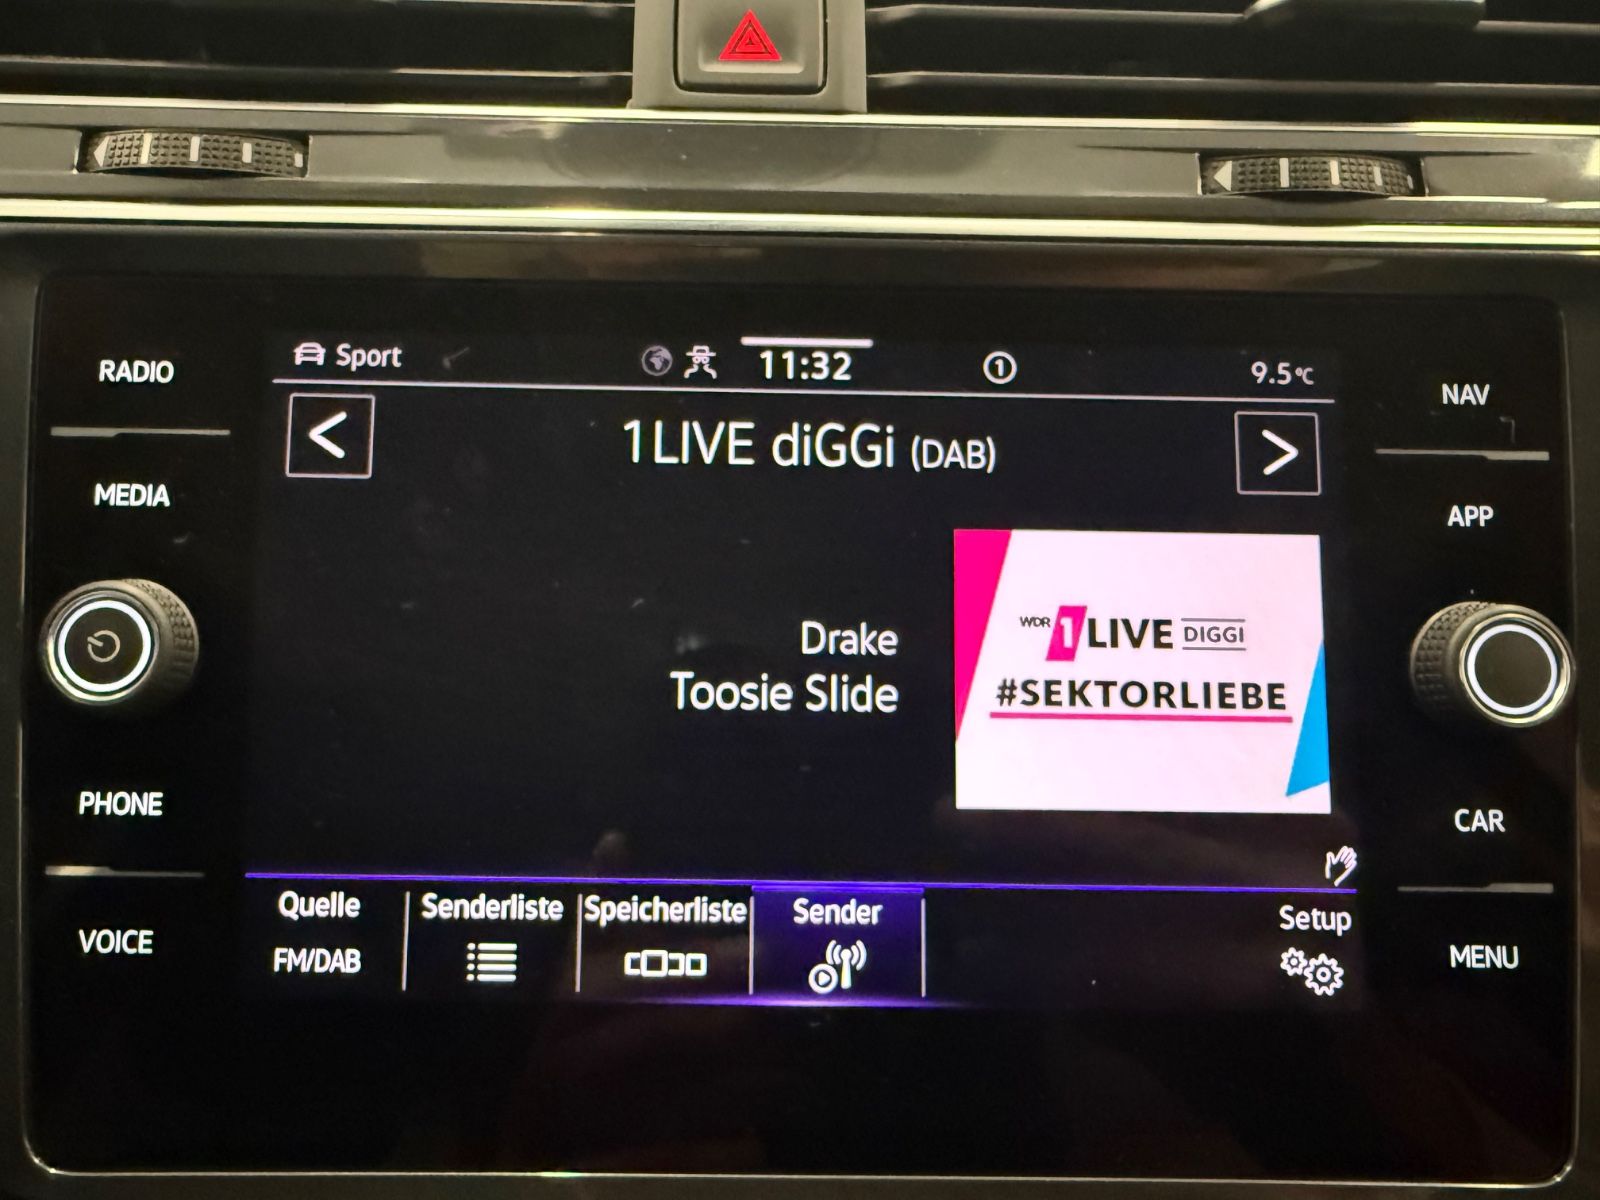 RADIO
MEDIA
PHONE
VOICE
Sport
11:32
1
9.5°C
1LIVE diGGi (DAB)
Drake
Toosie Slide
WDR 1LIVE DIGGI
#SEKTORLIEBE
Quelle
FM/DAB
Senderliste
Speicherliste
Sender
Setup
NAV
APP
CAR
MENU